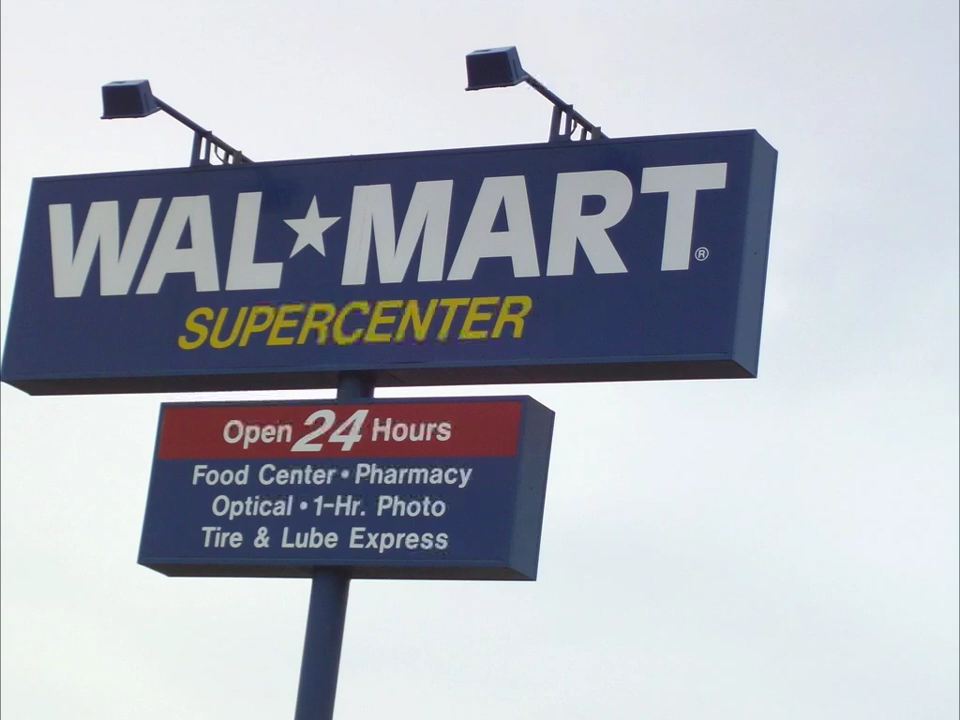 WAL★MART®
SUPERCENTER
Open 24 Hours
Food Center • Pharmacy
Optical • 1-Hr. Photo
Tire & Lube Express